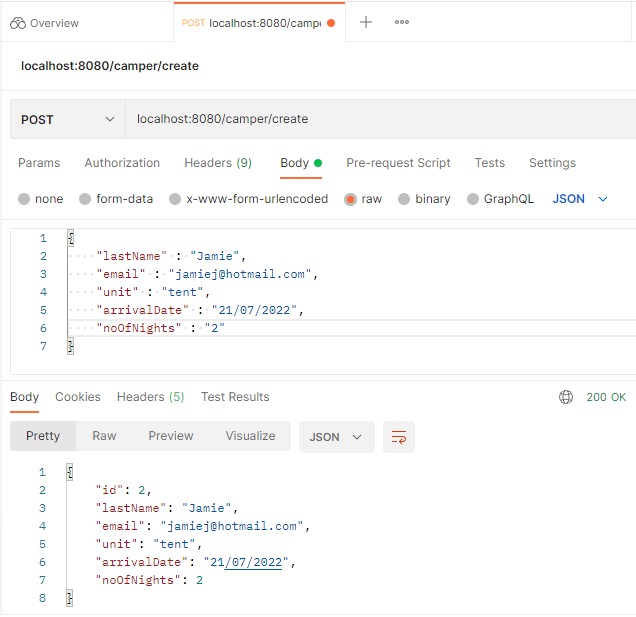 Overview POST localhost:8080/campe + •••
localhost:8080/camper/create
POST localhost:8080/camper/create
Params Authorization Headers (9) Body Pre-request Script Tests Settings
none form-data x-www-form-urlencoded raw binary GraphQL JSON
1 {
2 ····"lastName"·:·"Jamie",
3 ····"email"·:·"jamiej@hotmail.com",
4 ····"unit"·:·"tent",
5 ····"arrivalDate"·:·"21/07/2022",
6 ····"noOfNights"·:·"2"
7 }
Body Cookies Headers (5) Test Results 200 OK
Pretty Raw Preview Visualize JSON
1 {
2 "id": 2,
3 "lastName": "Jamie",
4 "email": "jamiej@hotmail.com",
5 "unit": "tent",
6 "arrivalDate": "21/07/2022",
7 "noOfNights": 2
8 }